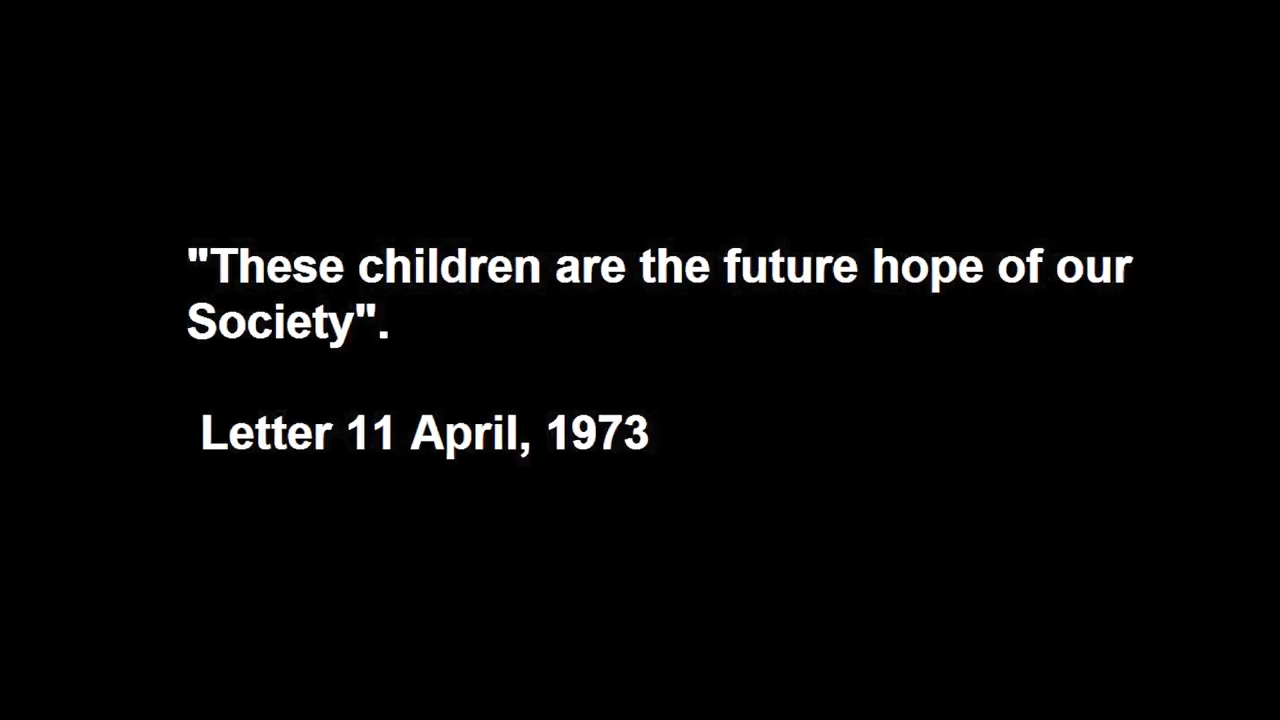 "These children are the future hope of our
Society".
Letter 11 April, 1973